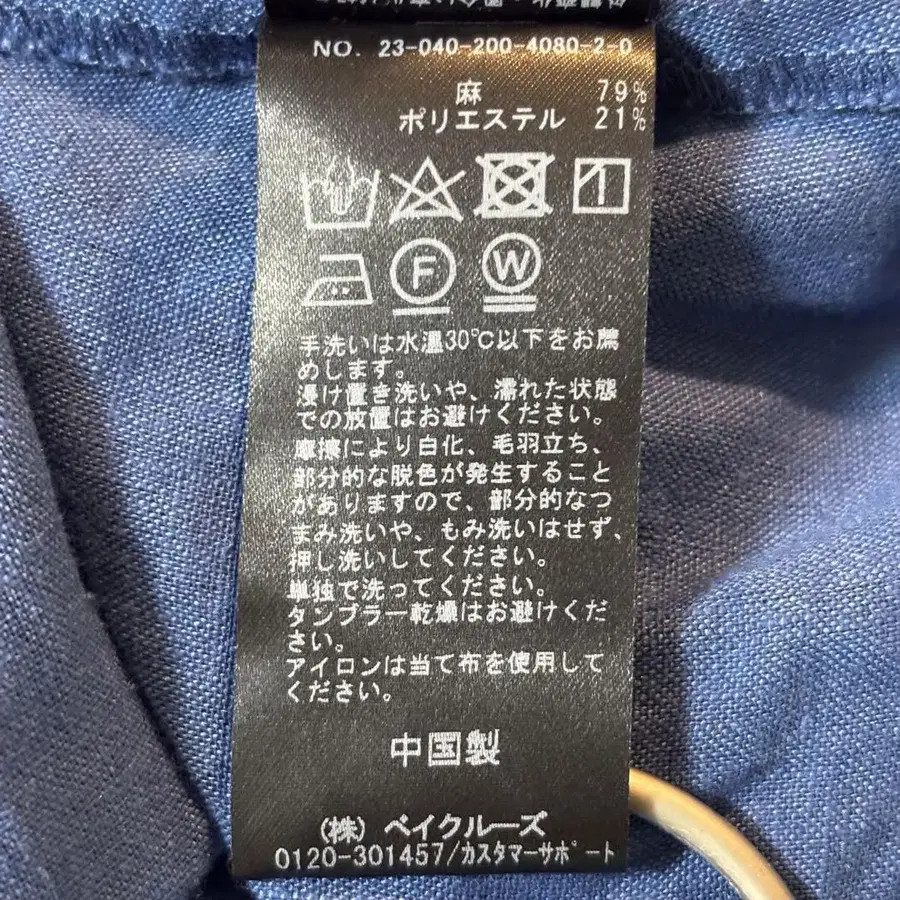 NO. 23-040-200-4080-2-0
麻 79%
ポリエステル 21%
F
W
手洗いは水温30℃以下をお薦
めします。
浸け置き洗いや、濡れた状態
での放置はお避けください。
摩擦により白化、毛羽立ち、
部分的な脱色が発生すること
がありますので、部分的なつ
まみ洗いや、もみ洗いはせず、
押し洗いしてください。
単独で洗ってください。
タンブラー乾燥はお避けくだ
さい。
アイロンは当て布を使用して
ください。
中国製
(株) ベイクルーズ
0120-301457/カスタマーサポート